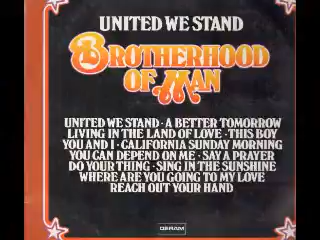 UNITED WE STAND
BROTHERHOOD
OF MAN
UNITED WE STAND · A BETTER TOMORROW
LIVING IN THE LAND OF LOVE · THIS BOY
YOU AND I · CALIFORNIA SUNDAY MORNING
YOU CAN DEPEND ON ME · SAY A PRAYER
DO YOUR THING · SING IN THE SUNSHINE
WHERE ARE YOU GOING TO MY LOVE
REACH OUT YOUR HAND
DERAM